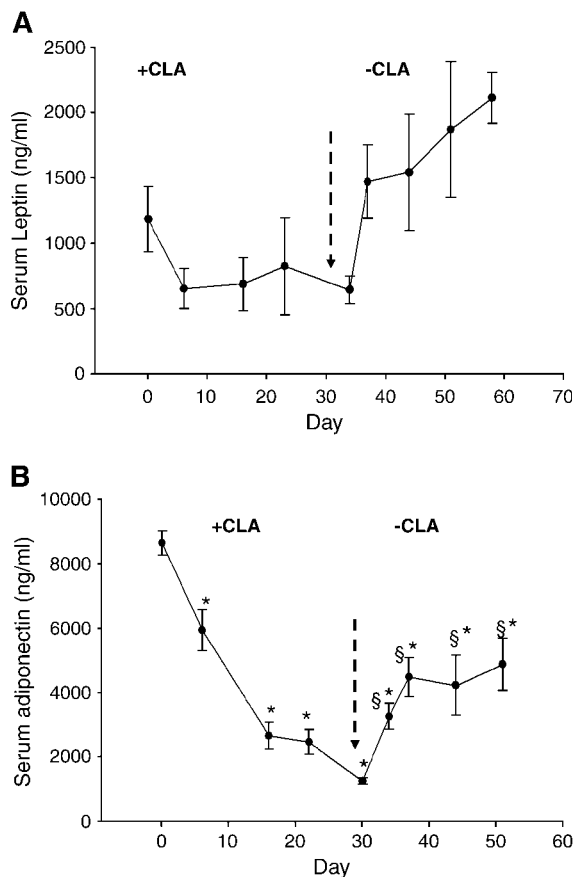 A
+CLA
-CLA
Serum Leptin (ng/ml)
2500
2000
1500
1000
500
0
0 10 20 30 40 50 60 70
Day
B
+CLA
-CLA
Serum adiponectin (ng/ml)
10000
8000
6000
4000
2000
0
*
*
*
*
§ *
§ *
§ *
§ *
0 10 20 30 40 50 60
Day